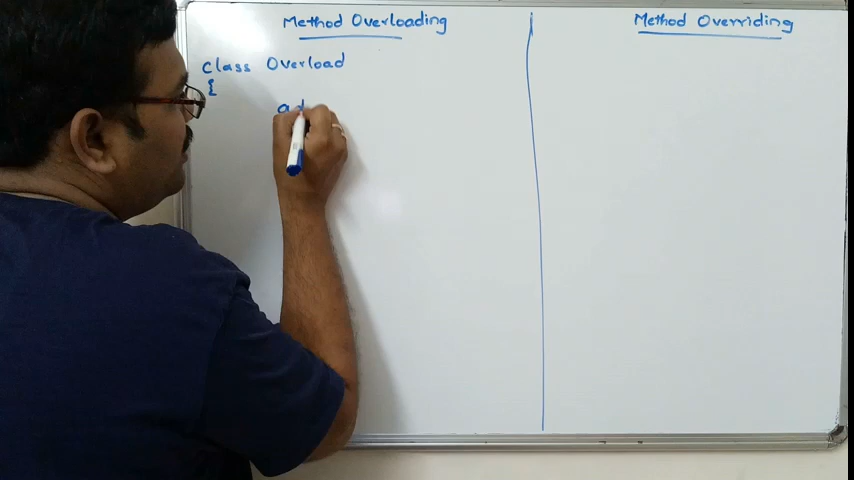 Method Overloading
Method Overriding
class Overload
{
ad